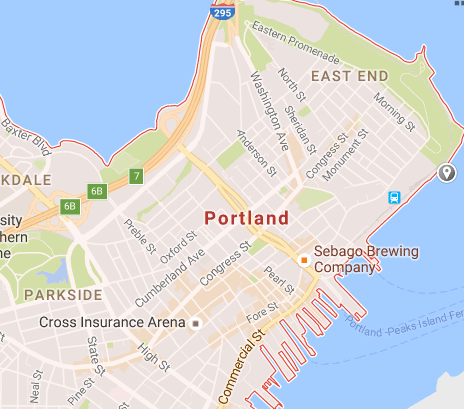 295
Eastern Promenade
EAST END
North St
Washington Ave
Sheridan St
Morning St
Baxter Blvd
Anderson St
Congress St
Monument St
KDALE
7
6B
6B
Portland
sity
hern
ne
Preble St
Oxford St
Cumberland Ave
Congress St
Sebago Brewing
Company
Pearl St
PARKSIDE
Fore St
Cross Insurance Arena
Commercial St
Portland - Peaks Island Fer
State St
High St
Neal St
Pine St